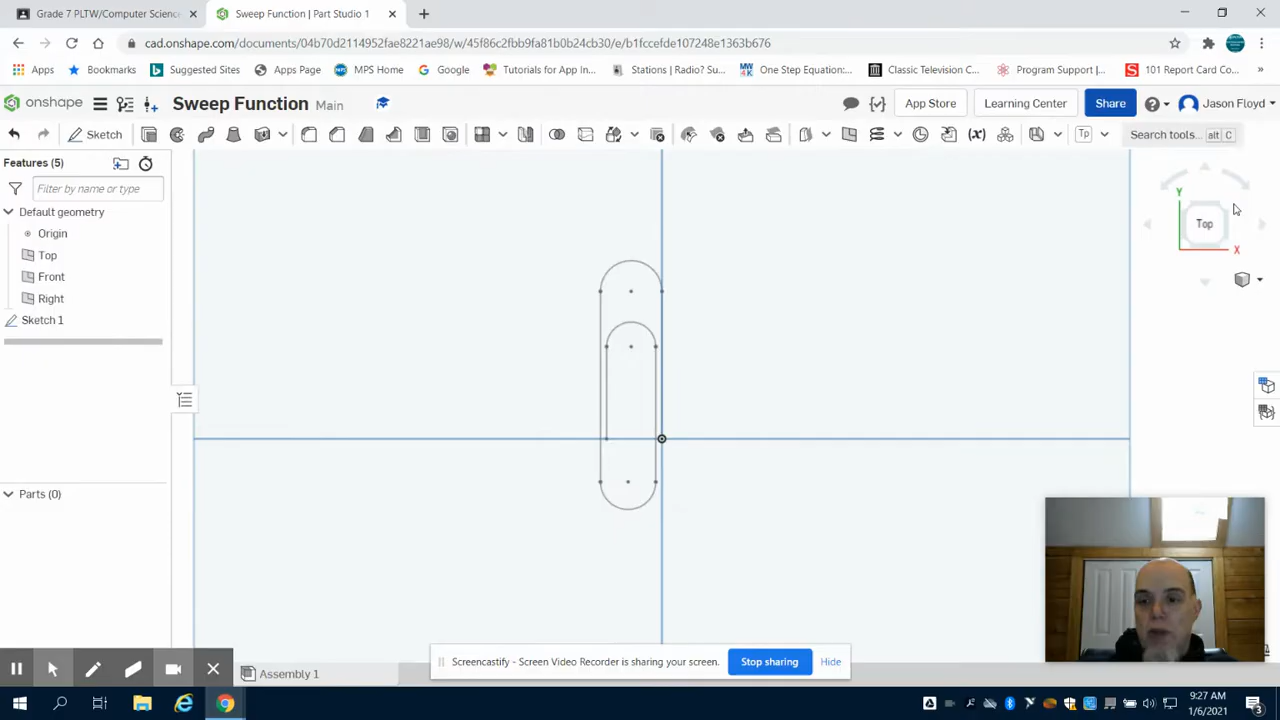 Grade 7 PLTW/Computer Science
Sweep Function | Part Studio 1
cad.onshape.com/documents/04b70d2114952fae8221ae98/w/45f86c2fbb9fa81b0b24cb30/e/b1fccefde107248e1363b676
Apps Bookmarks Suggested Sites Apps Page MPS Home Google Tutorials for App In... Stations | Radio? Su... One Step Equation:... Classic Television C... Program Support |... 101 Report Card Co...
onshape Sweep Function Main App Store Learning Center Share Jason Floyd
Sketch Tp Search tools... alt C
Features (5)
Filter by name or type
Default geometry
Origin
Top
Front
Right
Sketch 1
Parts (0)
Y
Top
X
Screencastify - Screen Video Recorder is sharing your screen. Stop sharing Hide
Assembly 1
9:27 AM
1/6/2021
3